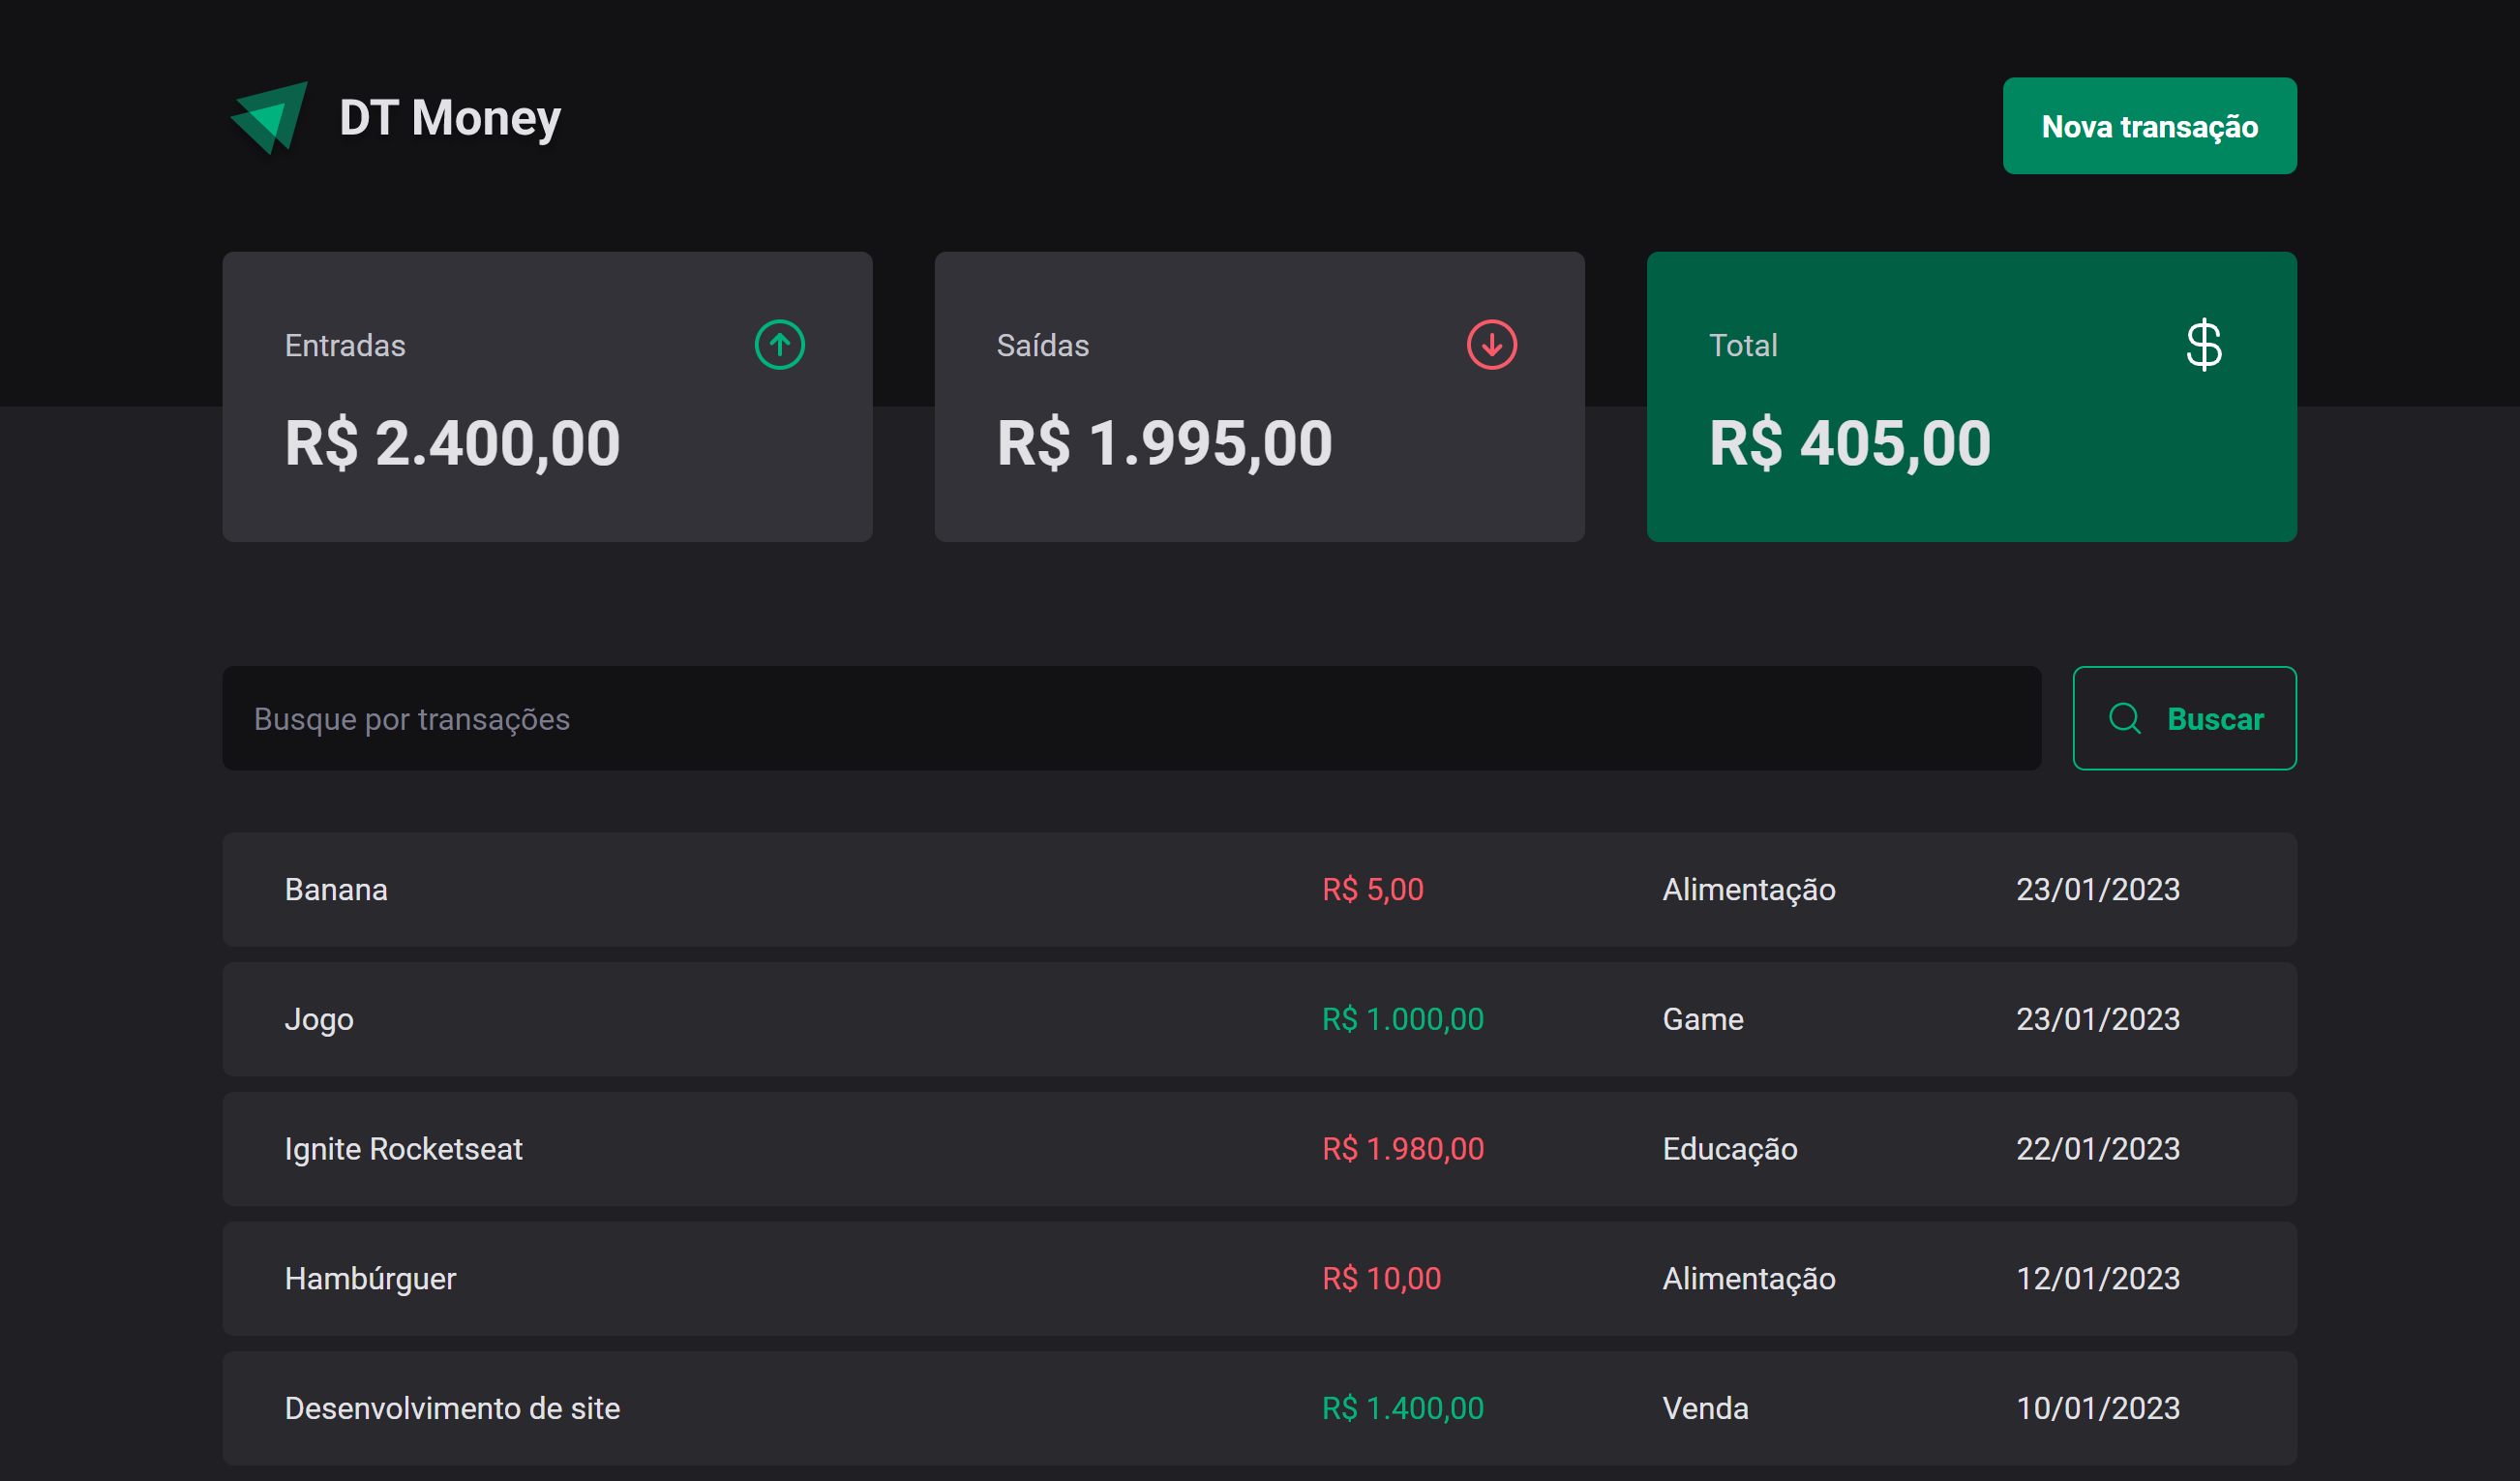 DT Money
Nova transação
Entradas
R$ 2.400,00
Saídas
R$ 1.995,00
Total
$
R$ 405,00
Busque por transações
Buscar
Banana R$ 5,00 Alimentação 23/01/2023
Jogo R$ 1.000,00 Game 23/01/2023
Ignite Rocketseat R$ 1.980,00 Educação 22/01/2023
Hambúrguer R$ 10,00 Alimentação 12/01/2023
Desenvolvimento de site R$ 1.400,00 Venda 10/01/2023